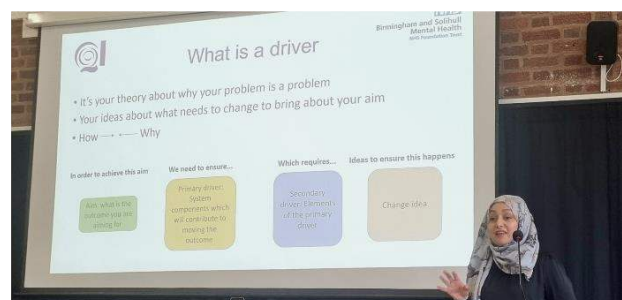 QI
Birmingham and Solihull
Mental Health
NHS Foundation Trust
What is a driver
• It's your theory about why your problem is a problem
• Your ideas about what needs to change to bring about your aim
• How → ← Why
In order to achieve this aim
We need to ensure...
Which requires...
Ideas to ensure this happens
Aim: what is the
outcome you are
aiming for
Primary driver:
System
components which
will contribute to
moving the
outcome
Secondary
driver: Elements
of the primary
driver
Change idea